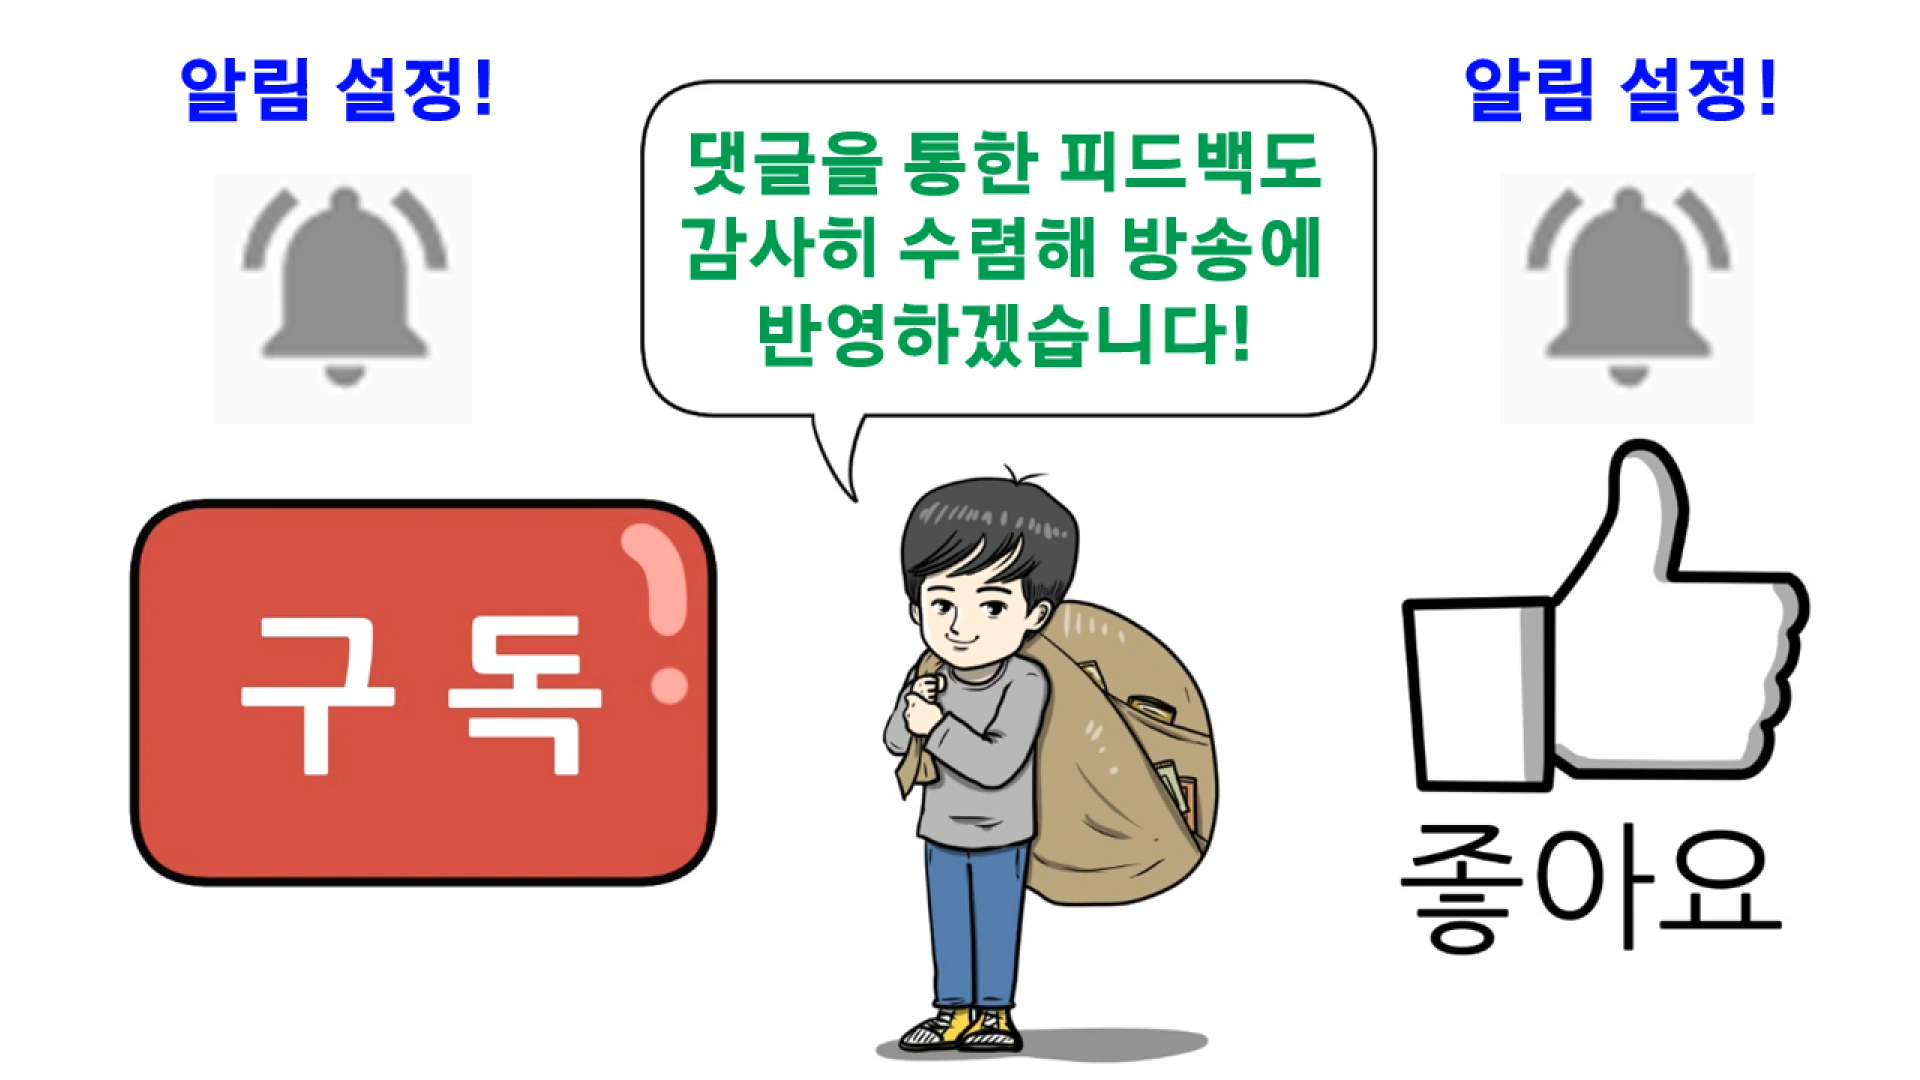 알림 설정!
알림 설정!
댓글을 통한 피드백도
감사히 수렴해 방송에
반영하겠습니다!
구독
좋아요